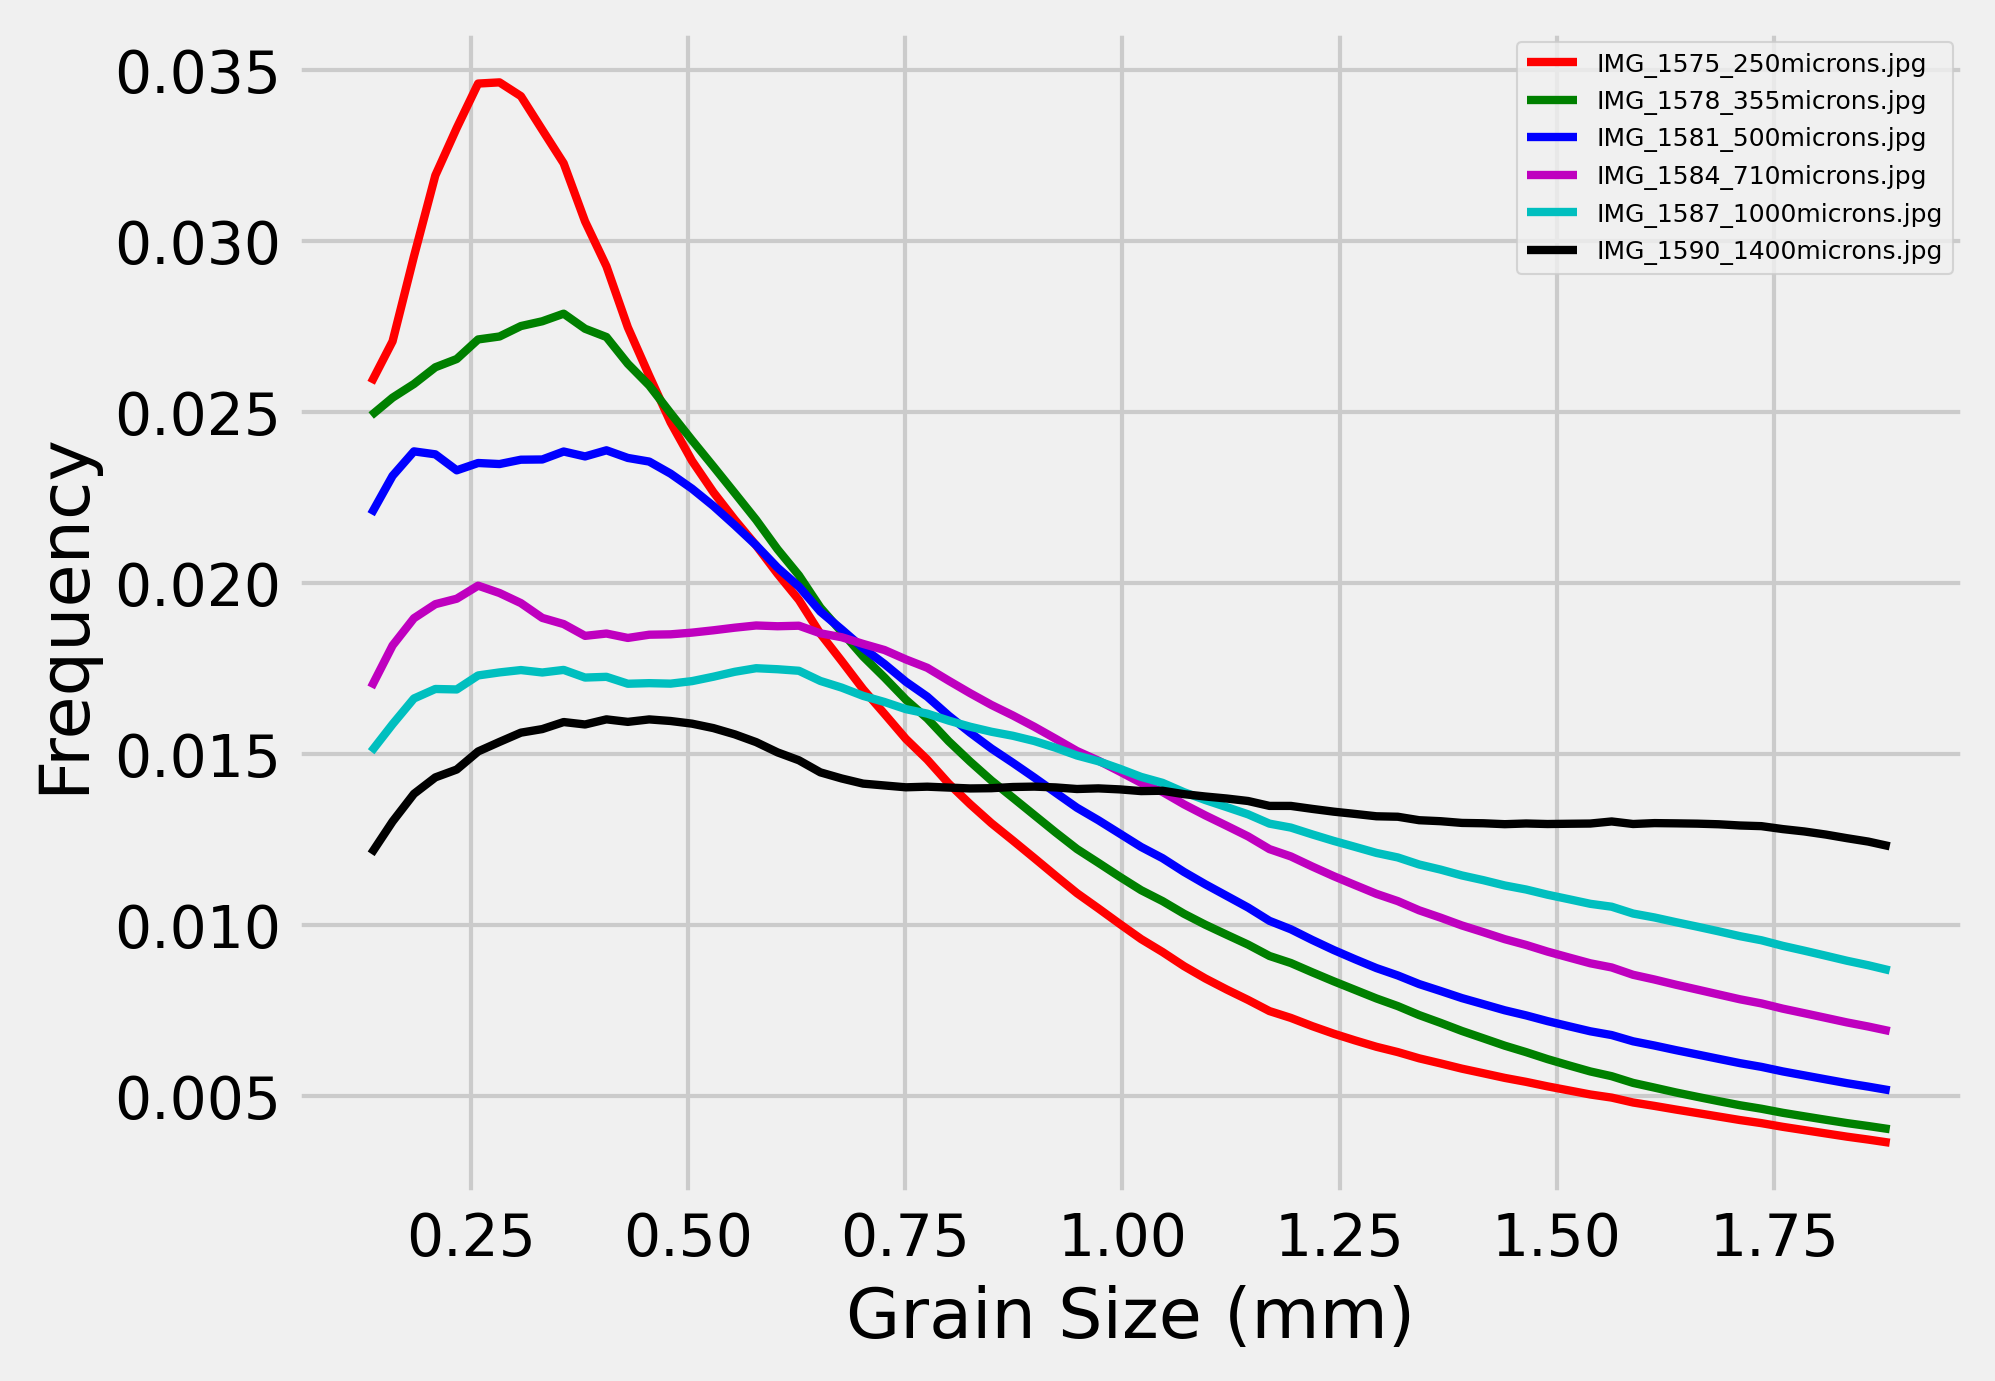 0.035
0.030
0.025
0.020
0.015
0.010
0.005
Frequency
0.25 0.50 0.75 1.00 1.25 1.50 1.75
Grain Size (mm)
IMG_1575_250microns.jpg
IMG_1578_355microns.jpg
IMG_1581_500microns.jpg
IMG_1584_710microns.jpg
IMG_1587_1000microns.jpg
IMG_1590_1400microns.jpg